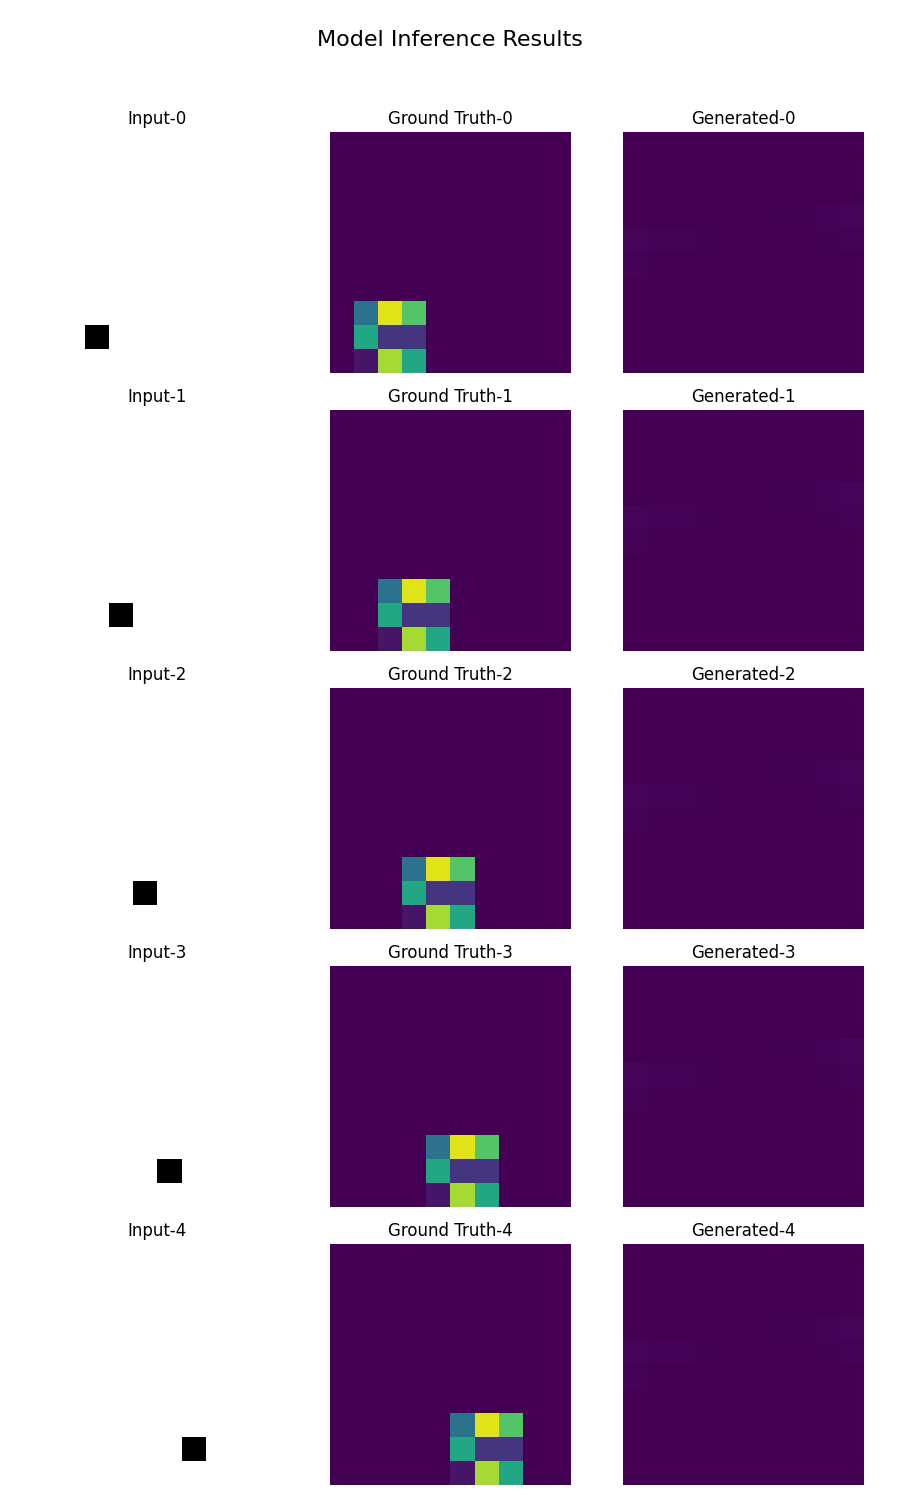 Model Inference Results
Input-0 Ground Truth-0 Generated-0
Input-1 Ground Truth-1 Generated-1
Input-2 Ground Truth-2 Generated-2
Input-3 Ground Truth-3 Generated-3
Input-4 Ground Truth-4 Generated-4